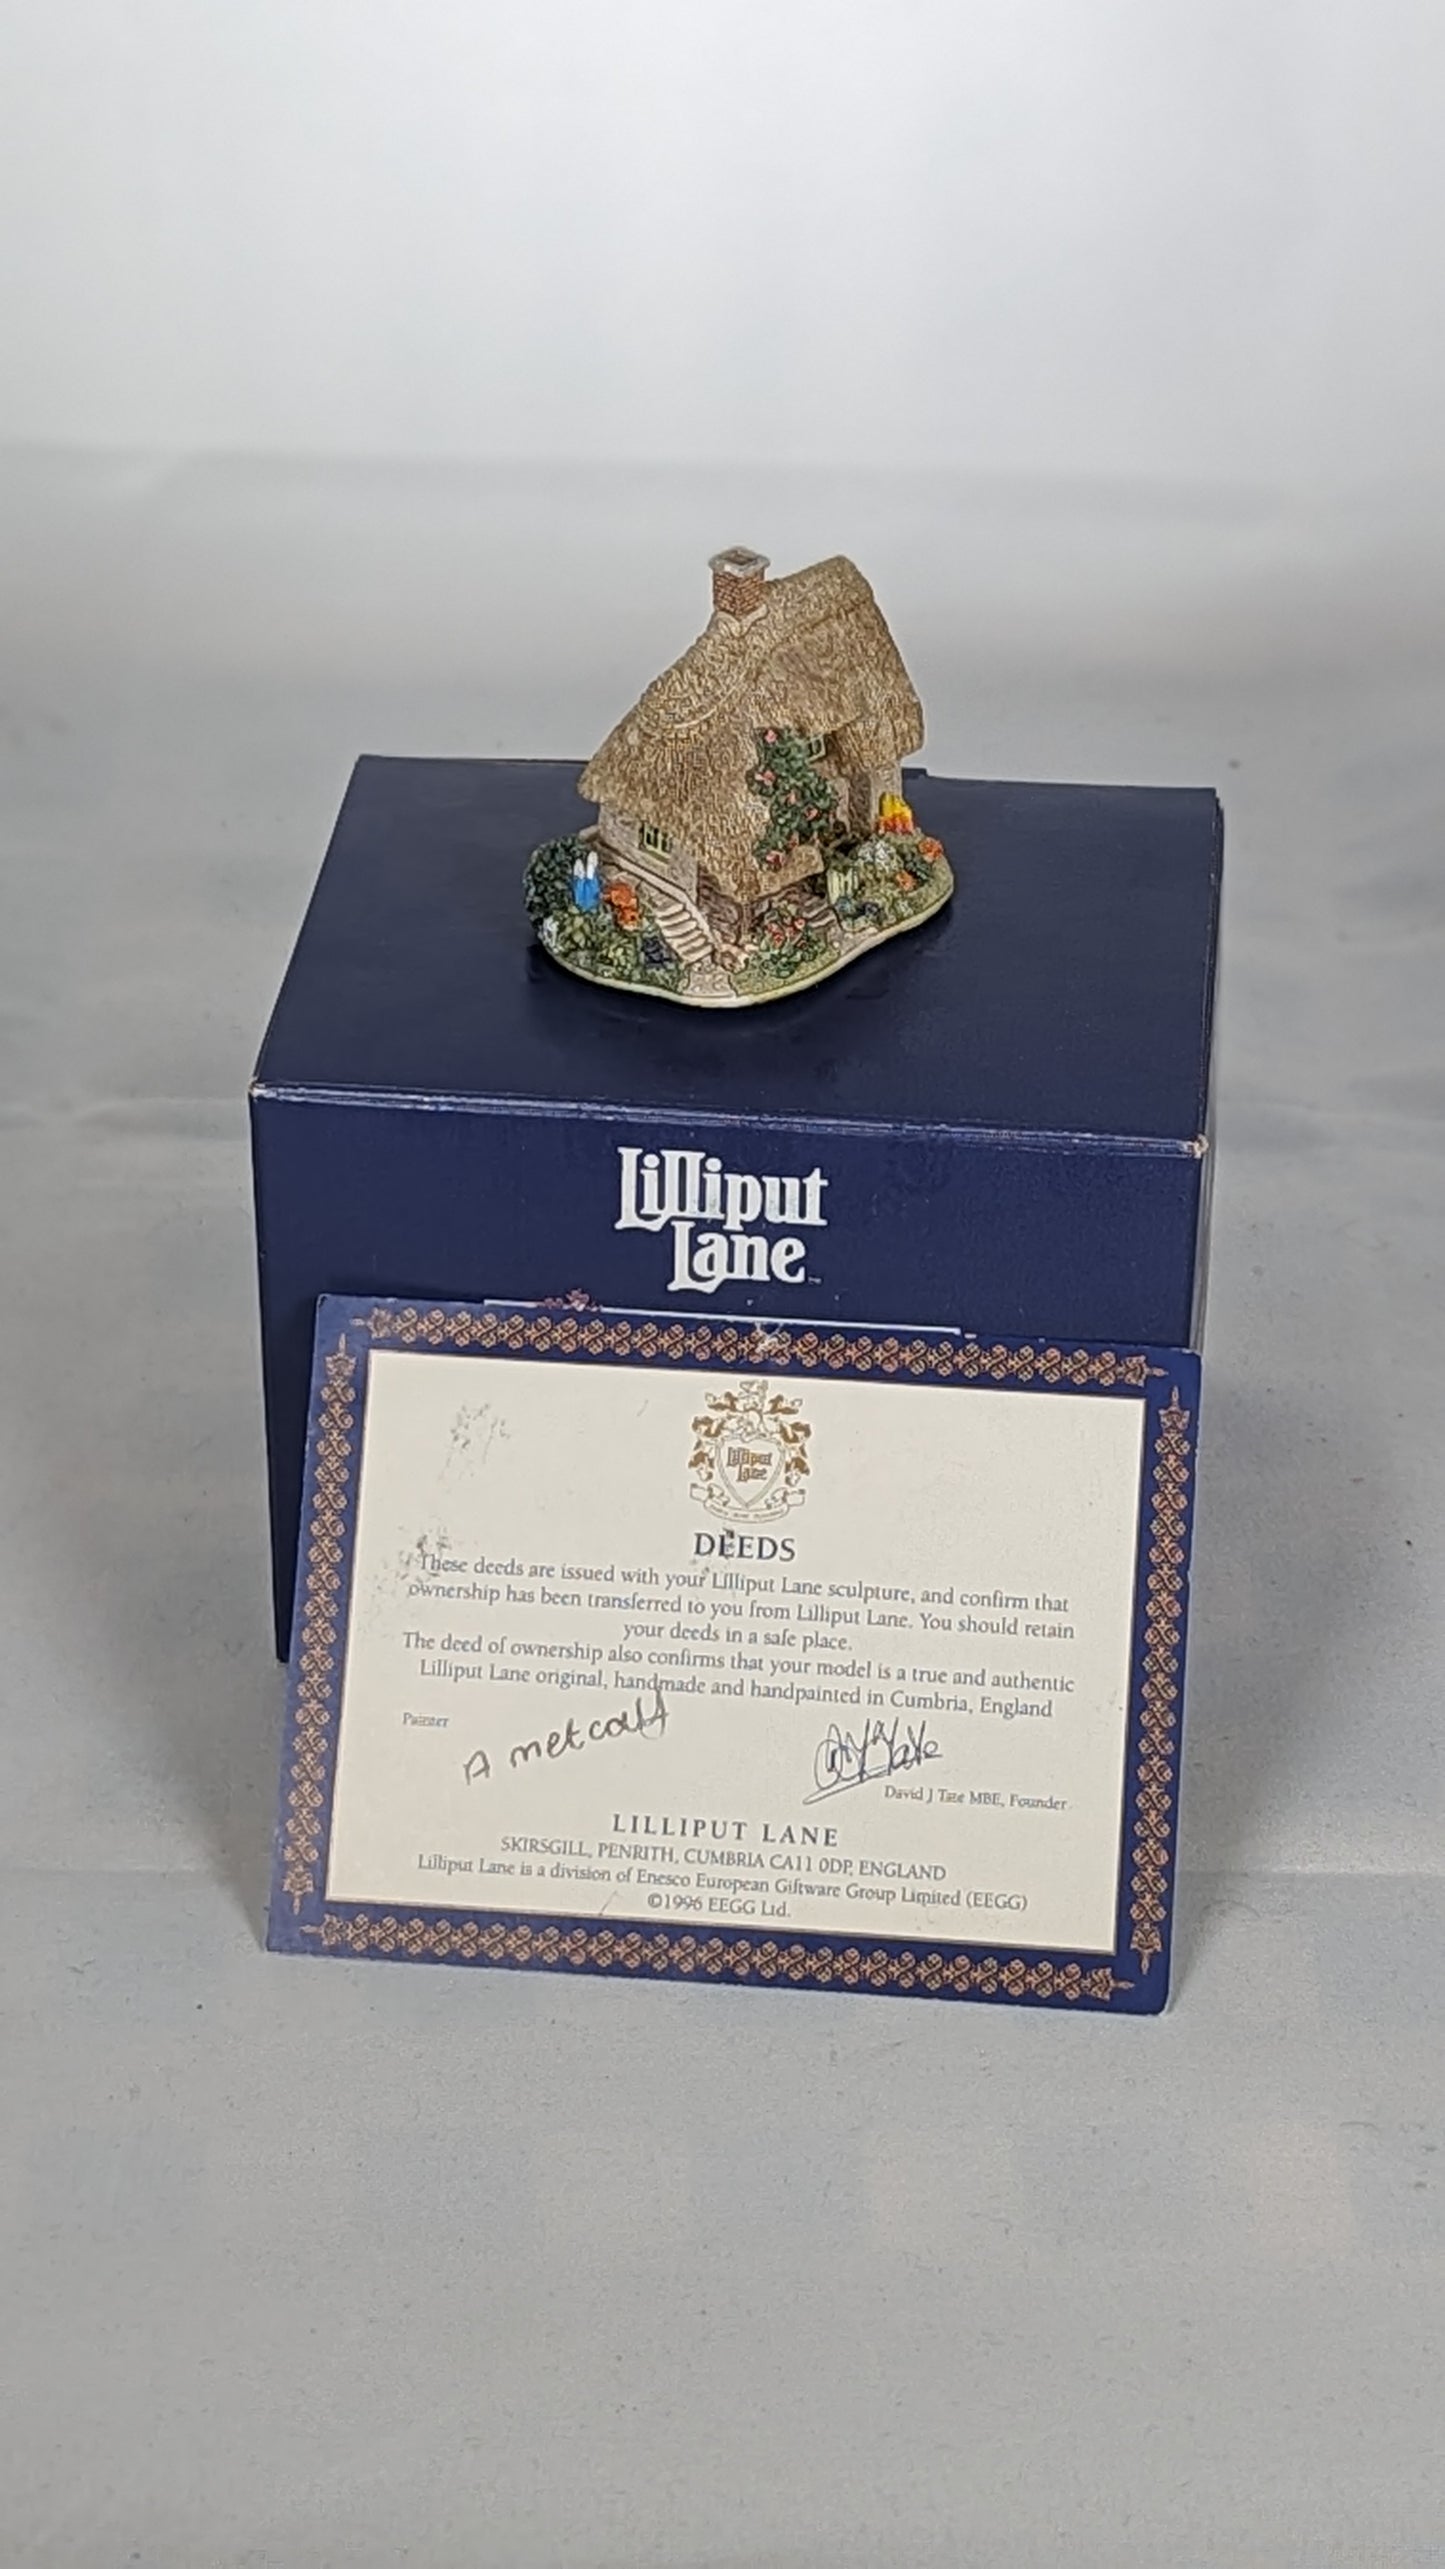 Lilliput
Lane
Lilliput
Lane
DEEDS
These deeds are issued with your Lilliput Lane sculpture, and confirm that
ownership has been transferred to you from Lilliput Lane. You should retain
your deeds in a safe place.
The deed of ownership also confirms that your model is a true and authentic
Lilliput Lane original, handmade and handpainted in Cumbria, England
Painter
A metcalf
David J Tate MBE, Founder
LILLIPUT LANE
SKIRSGILL, PENRITH, CUMBRIA CA11 0DP, ENGLAND
Lilliput Lane is a division of Enesco European Giftware Group Limited (EEGG)
©1996 EEGG Ltd.